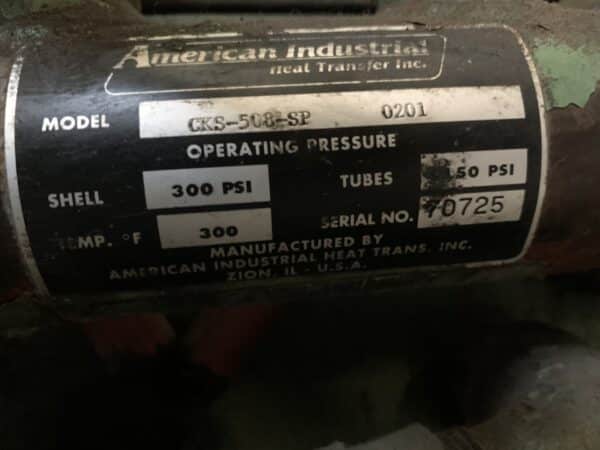 American Industrial
Heat Transfer Inc.
MODEL CKS-508-SP 0201
OPERATING PRESSURE
SHELL 300 PSI TUBES 50 PSI
TEMP. °F 300 SERIAL NO. 70725
MANUFACTURED BY
AMERICAN INDUSTRIAL HEAT TRANS. INC.
ZION, IL - U.S.A.